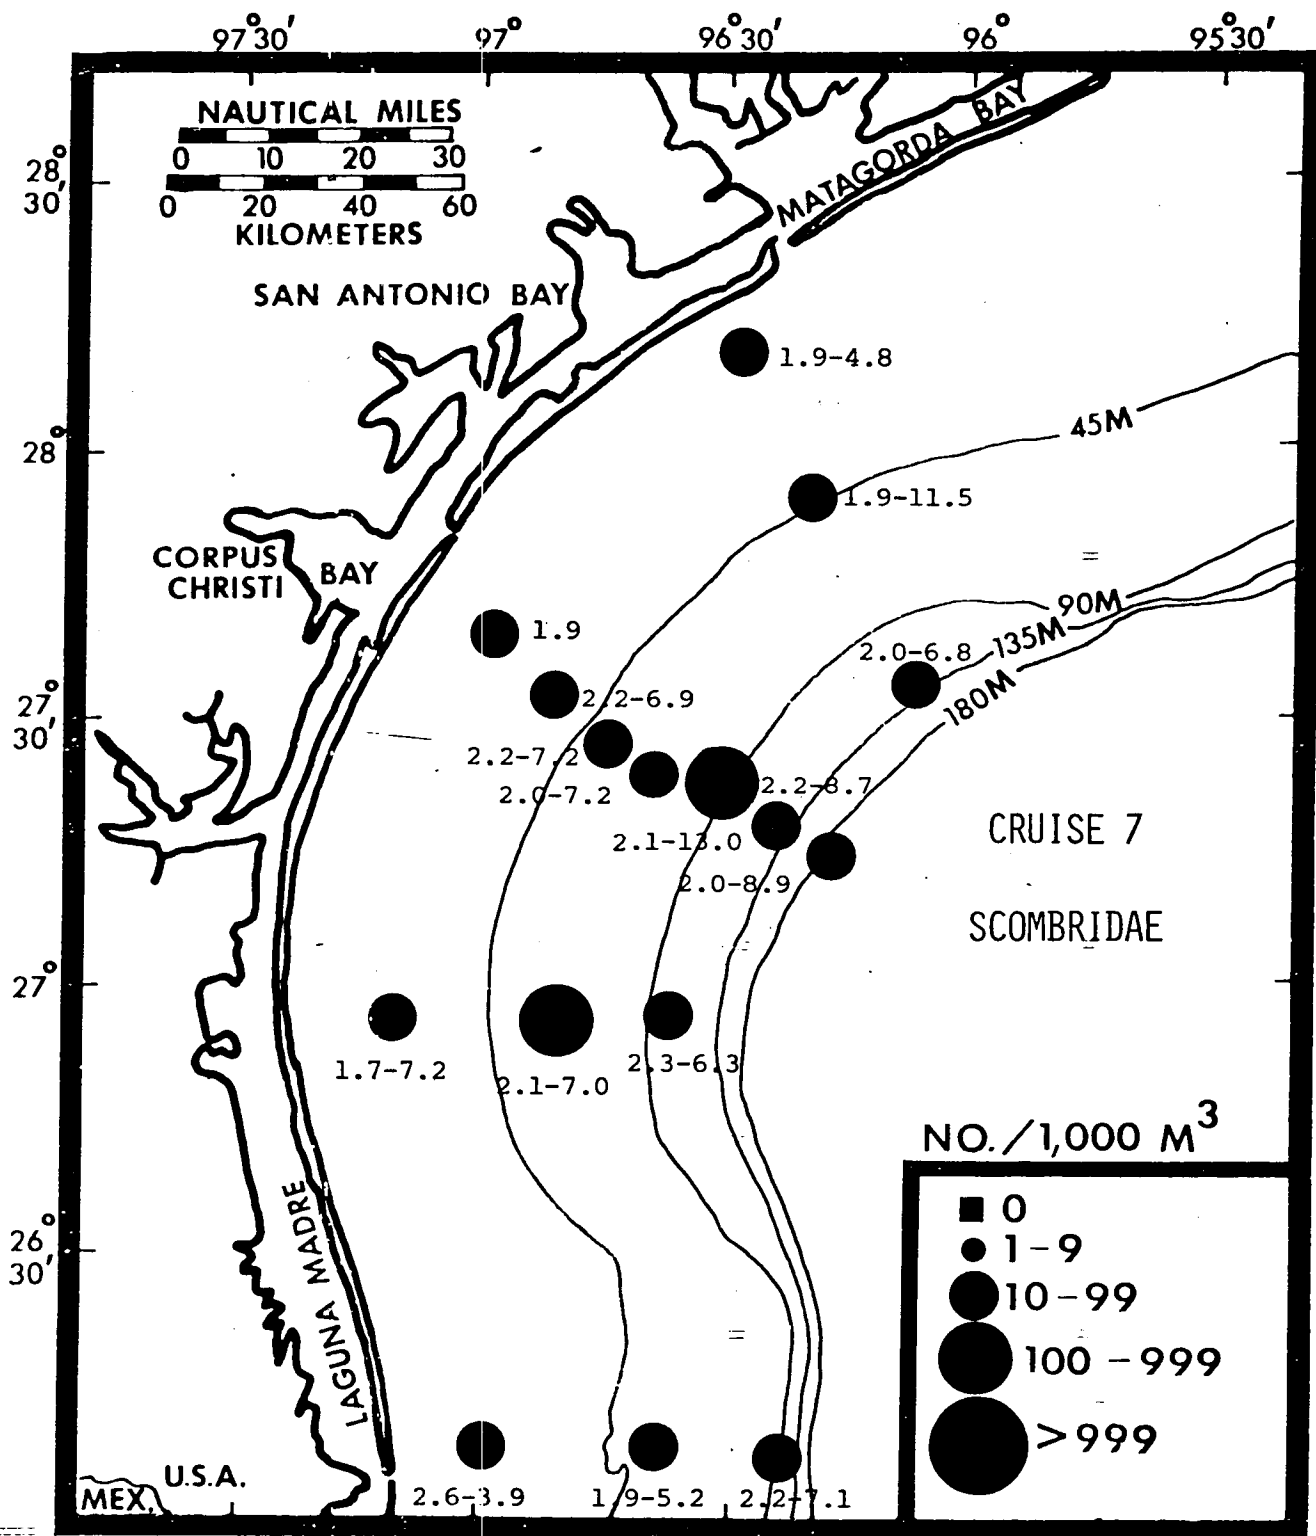 97°30′ 97° 96°30′ 96° 95°30′
NAUTICAL MILES
0 10 20 30
0 20 40 60
KILOMETERS
28°
30′
MATAGORDA BAY
SAN ANTONIO BAY
1.9-4.8
45M
28°
1.9-11.5
CORPUS
CHRISTI BAY
90M
1.9
135M
2.0-6.8
180M
27°
30′
2.2-6.9
2.2-7.2
2.0-7.2
2.2-8.7
2.1-13.0
2.0-8.9
CRUISE 7
SCOMBRIDAE
27°
1.7-7.2
2.1-7.0
2.3-6.3
NO./1,000 M³
26°
30′
LAGUNA MADRE
0
1-9
10-99
100-999
>999
U.S.A.
MEX.
2.6-3.9
1.9-5.2
2.2-7.1